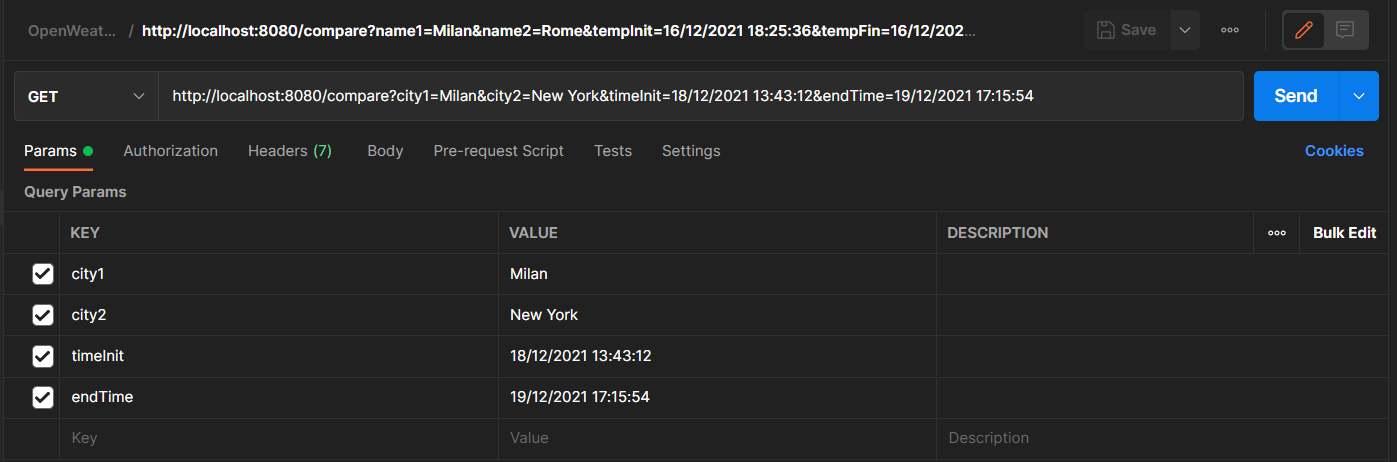 OpenWeat... / http://localhost:8080/compare?name1=Milan&name2=Rome&tempInit=16/12/2021 18:25:36&tempFin=16/12/202... Save
GET http://localhost:8080/compare?city1=Milan&city2=New York&timeInit=18/12/2021 13:43:12&endTime=19/12/2021 17:15:54 Send
Params Authorization Headers (7) Body Pre-request Script Tests Settings Cookies
Query Params
KEY VALUE DESCRIPTION Bulk Edit
city1 Milan
city2 New York
timeInit 18/12/2021 13:43:12
endTime 19/12/2021 17:15:54
Key Value Description